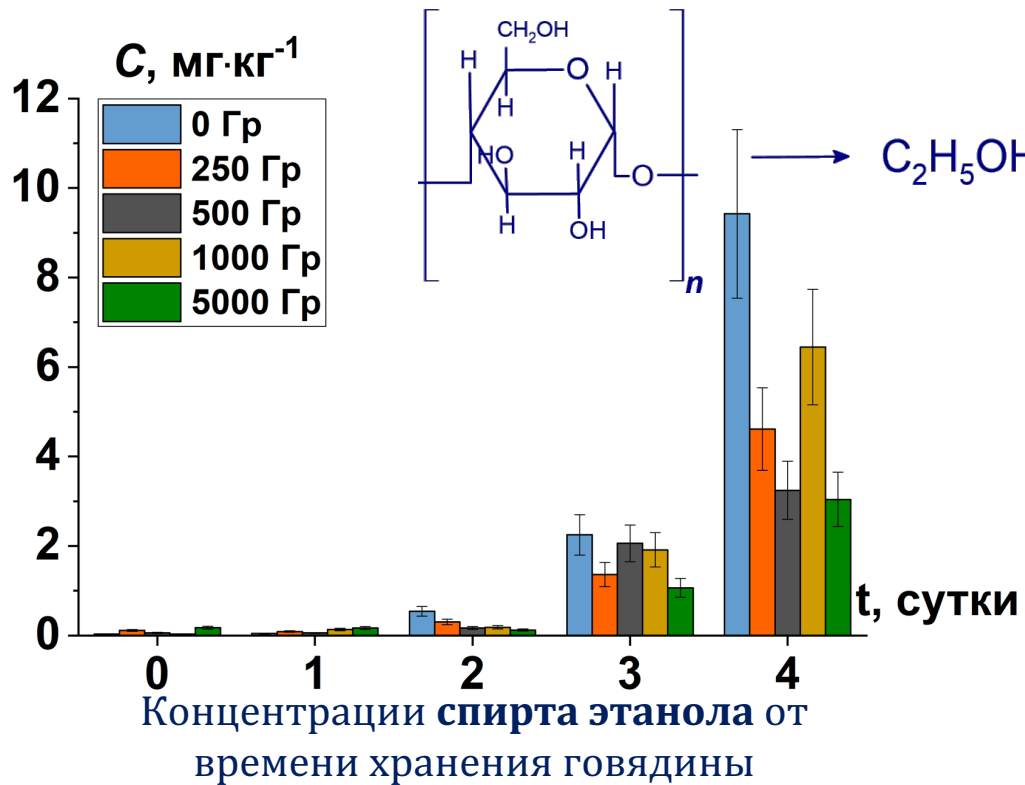 C, мг·кг⁻¹
12
10
8
6
4
2
0
0 Гр
250 Гр
500 Гр
1000 Гр
5000 Гр
CH₂OH
H
O
H
H
HO
H
H
OH
O
n
C₂H₅OH
t, сутки
0 1 2 3 4
Концентрации спирта этанола от
времени хранения говядины